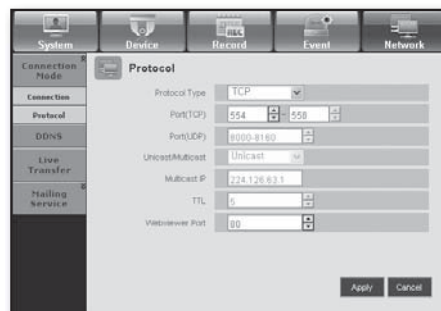 System Device Record Event Network
REC
Connection Mode
Connection
Protocol
DDNS
Live Transfer
Mailing Service
Protocol
Protocol Type TCP
Port(TCP) 554 ~ 558
Port(UDP) 8000-8160
Unicast/Multicast Unicast
Multicast IP 224.126.63.1
TTL 5
Webviewer Port 80
Apply Cancel